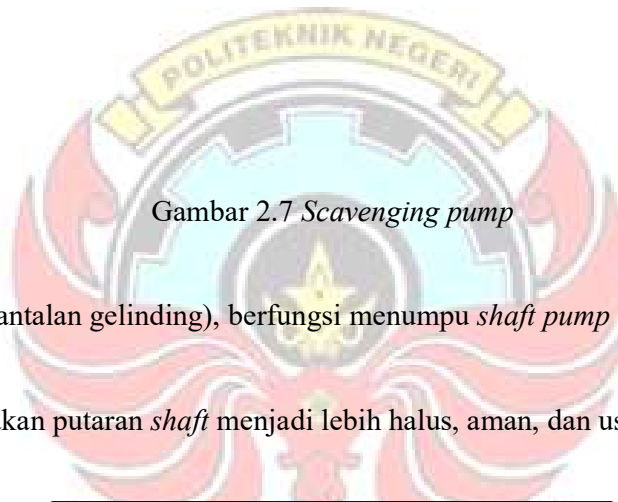 POLITEKNIK NEGERI
Gambar 2.7 Scavenging pump
antalan gelinding), berfungsi menumpu shaft pump
kan putaran shaft menjadi lebih halus, aman, dan us